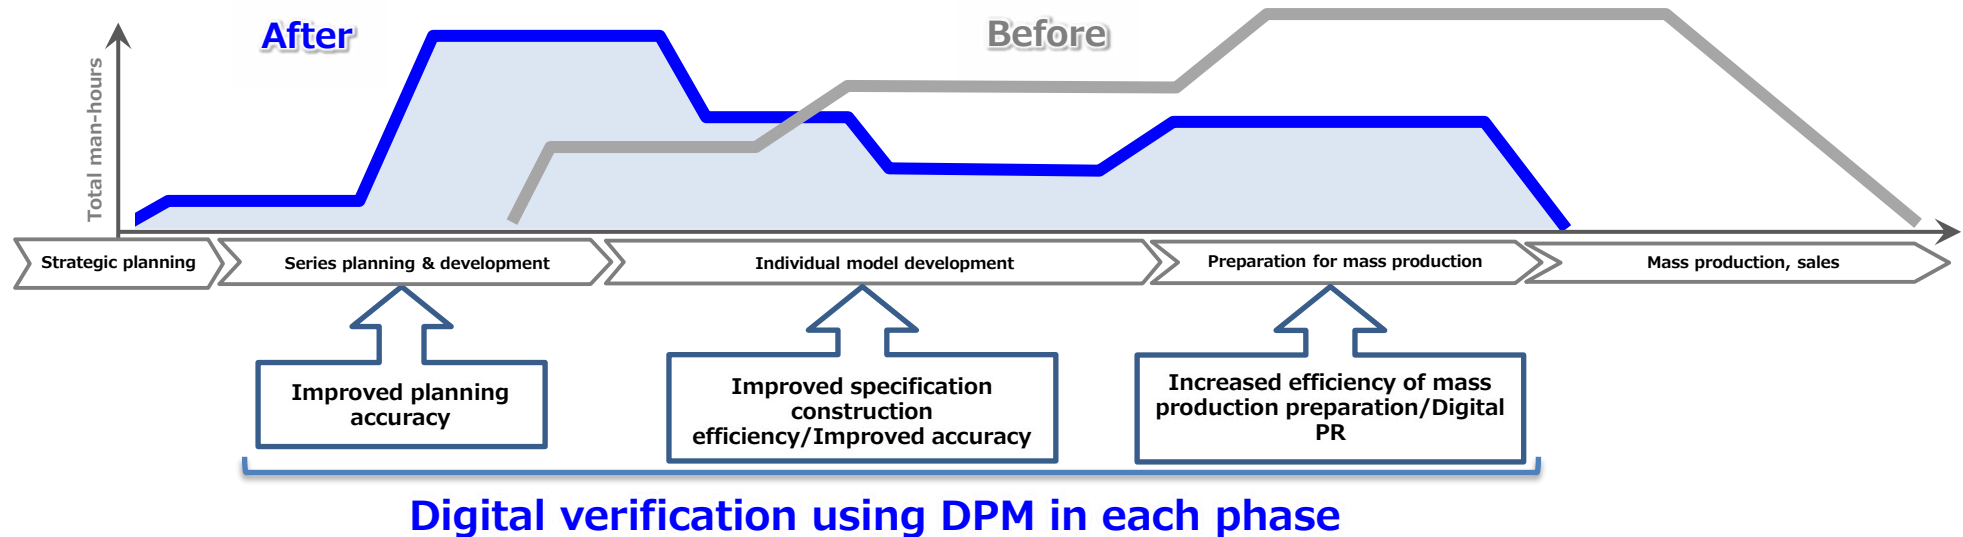 After
Before
Total man-hours
Strategic planning
Series planning & development
Individual model development
Preparation for mass production
Mass production, sales
Improved planning
accuracy
Improved specification
construction
efficiency/Improved accuracy
Increased efficiency of mass
production preparation/Digital
PR
Digital verification using DPM in each phase